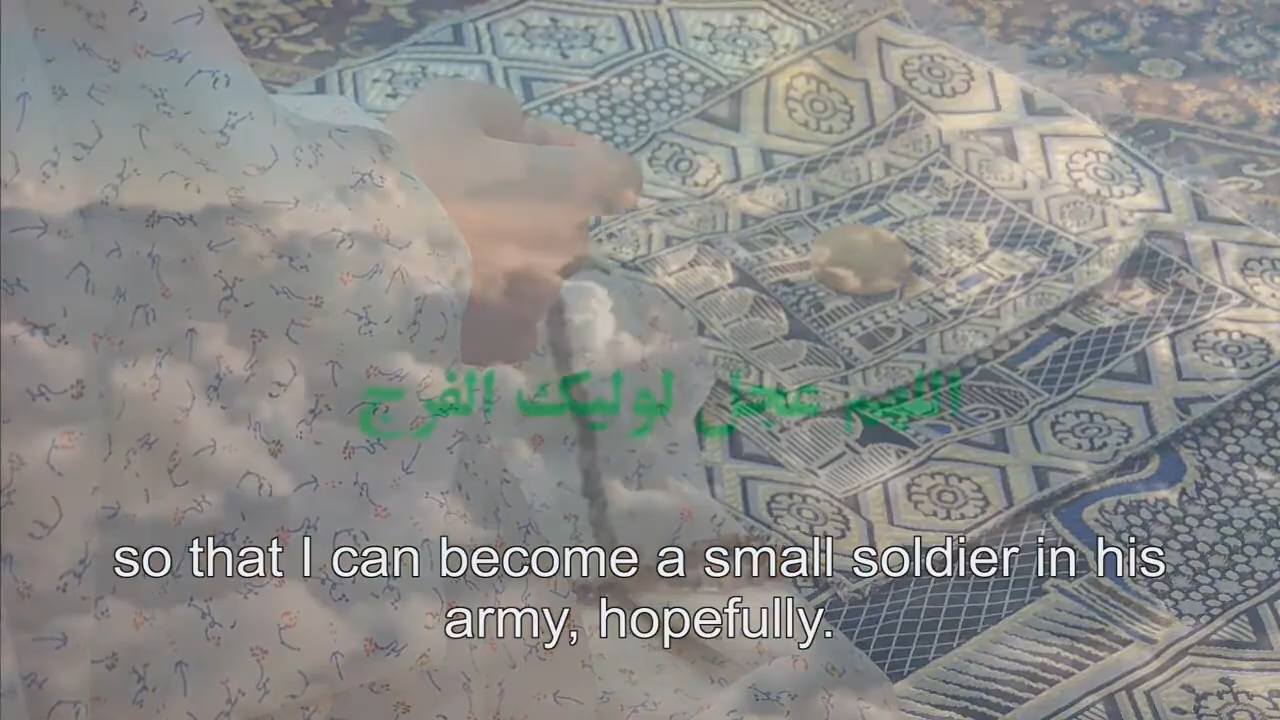 اللهم عجل لوليك الفرج
so that I can become a small soldier in his
army, hopefully.